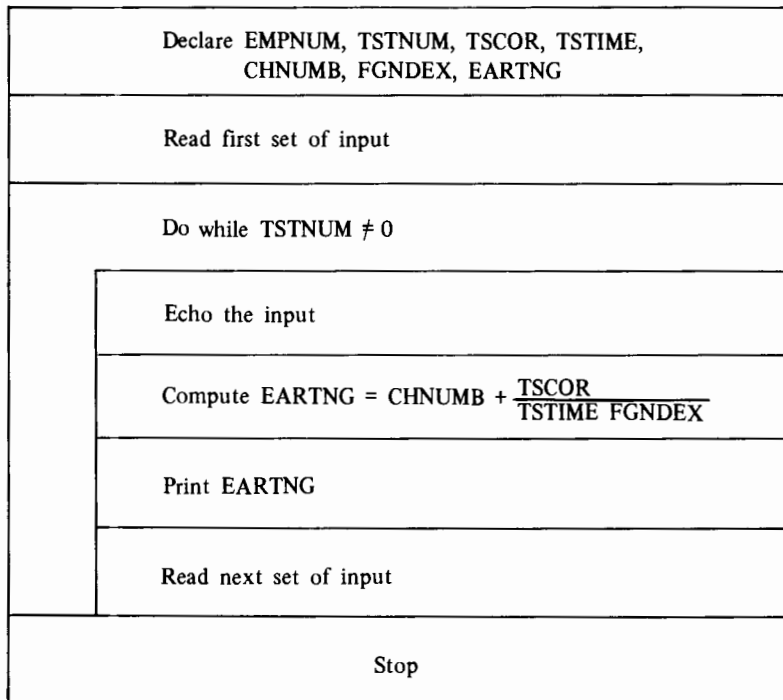 Declare EMPNUM, TSTNUM, TSCOR, TSTIME,
CHNUMB, FGNDEX, EARTNG
Read first set of input
Do while TSTNUM ≠ 0
Echo the input
Compute EARTNG = CHNUMB + TSCOR
TSTIME FGNDEX
Print EARTNG
Read next set of input
Stop